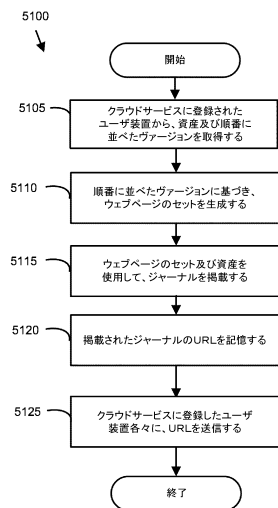 5100
開始
5105
クラウドサービスに登録された
ユーザ装置から、資産及び順番に
並べたヴァージョンを取得する
5110
順番に並べたヴァージョンに基づき、
ウェブページのセットを生成する
5115
ウェブページのセット及び資産を
使用して、ジャーナルを掲載する
5120
掲載されたジャーナルのURLを記憶する
5125
クラウドサービスに登録したユーザ
装置各々に、URLを送信する
終了